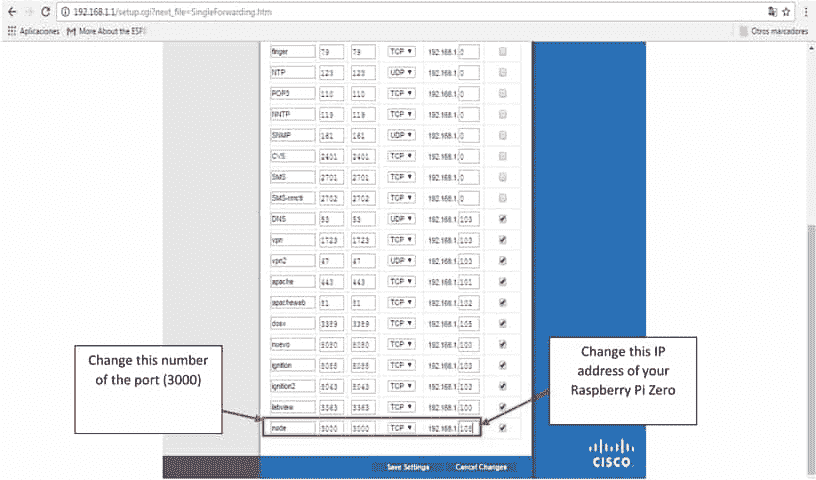 192.168.1.1/setup.cgi?next_file=SingleForwarding.htm
Aplicaciones More About the ESP8 Otros marcadores
finger 79 79 TCP 192.168.1.0
NTP 123 123 UDP 192.168.1.0
POP3 110 110 TCP 192.168.1.0
NNTP 119 119 TCP 192.168.1.0
SNMP 161 161 UDP 192.168.1.0
CVS 2401 2401 TCP 192.168.1.0
SMS 2701 2701 TCP 192.168.1.0
SMS-rmctl 2702 2702 TCP 192.168.1.0
DNS 53 53 UDP 192.168.1.103
vpn 1723 1723 TCP 192.168.1.103
vpn2 47 47 UDP 192.168.1.103
apache 443 443 TCP 192.168.1.101
apacheweb 81 81 TCP 192.168.1.102
3389 3389 TCP 192.168.1.105
nuevo TCP 192.168.1.100
ignition TCP 192.168.1.103
ignition2 TCP 192.168.1.103
labview 3363 3363 TCP 192.168.1.100
node 3000 3000 TCP 192.168.1.
Change this number
of the port (3000)
Change this IP
address of your
Raspberry Pi Zero
CISCO
Save Settings Cancel Changes